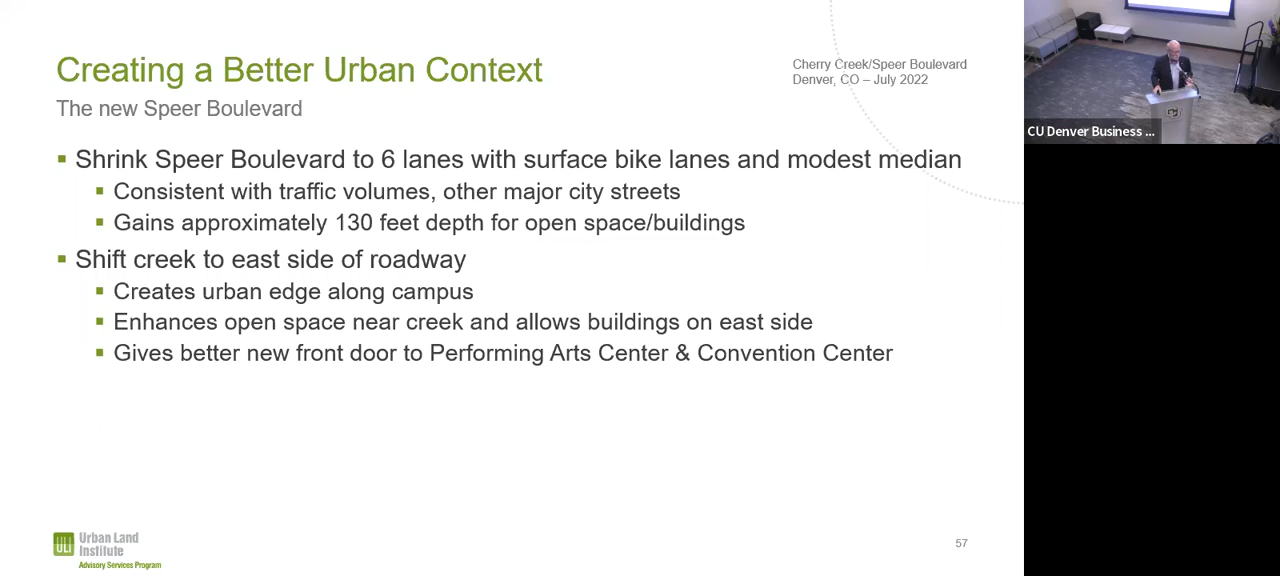 Creating a Better Urban Context
The new Speer Boulevard
Cherry Creek/Speer Boulevard
Denver, CO – July 2022
▪ Shrink Speer Boulevard to 6 lanes with surface bike lanes and modest median
▪ Consistent with traffic volumes, other major city streets
▪ Gains approximately 130 feet depth for open space/buildings
▪ Shift creek to east side of roadway
▪ Creates urban edge along campus
▪ Enhances open space near creek and allows buildings on east side
▪ Gives better new front door to Performing Arts Center & Convention Center
ULI
Urban Land
Institute
Advisory Services Program
57
CU Denver Business ...